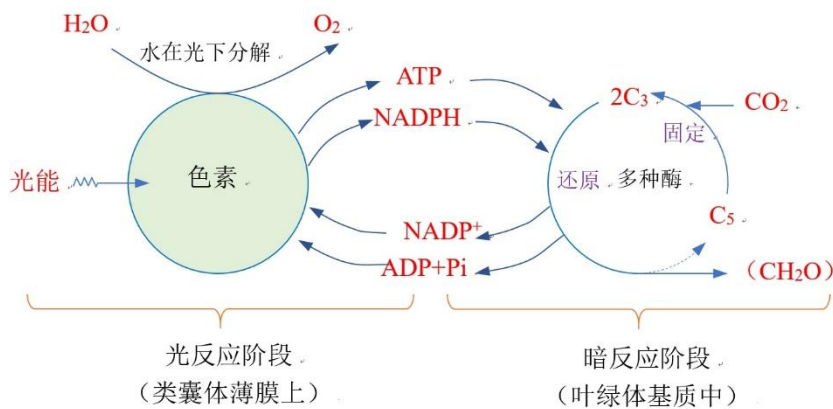 H₂O
O₂
水在光下分解
ATP
NADPH
2C₃
CO₂
固定
光能
色素
还原
多种酶
C₅
NADP⁺
ADP+Pi
（CH₂O）
光反应阶段
（类囊体薄膜上）
暗反应阶段
（叶绿体基质中）